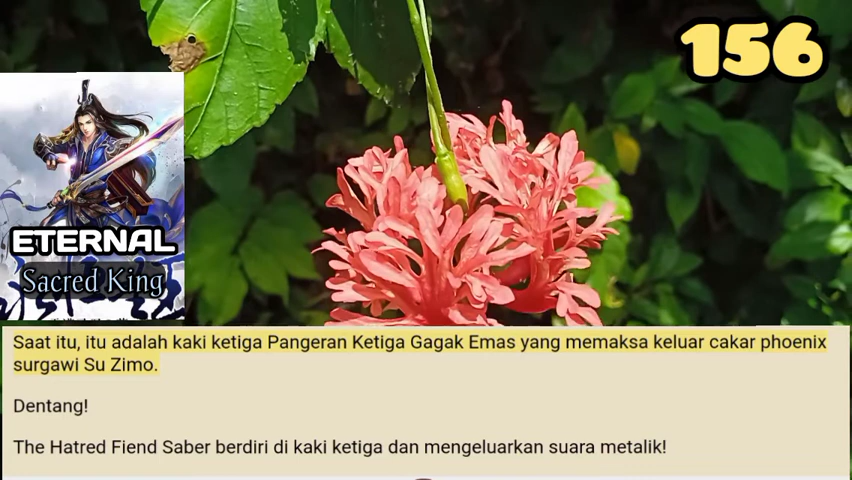 156
ETERNAL
Sacred King
Saat itu, itu adalah kaki ketiga Pangeran Ketiga Gagak Emas yang memaksa keluar cakar phoenix
surgawi Su Zimo.
Dentang!
The Hatred Fiend Saber berdiri di kaki ketiga dan mengeluarkan suara metalik!